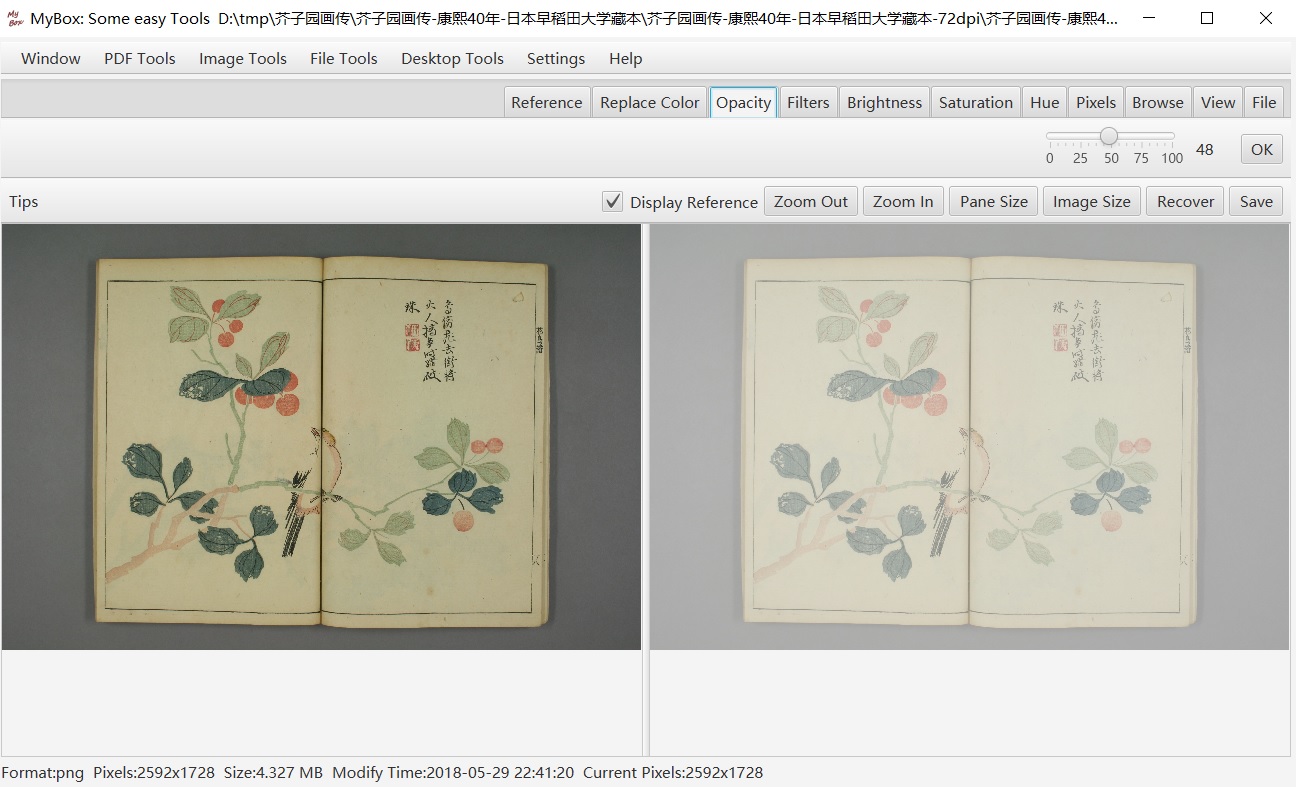 My Box
MyBox: Some easy Tools D:\tmp\芥子园画传\芥子园画传-康熙40年-日本早稻田大学藏本\芥子园画传-康熙40年-日本早稻田大学藏本-72dpi\芥子园画传-康熙4...
Window PDF Tools Image Tools File Tools Desktop Tools Settings Help
Reference Replace Color Opacity Filters Brightness Saturation Hue Pixels Browse View File
0 25 50 75 100 48 OK
Tips Display Reference Zoom Out Zoom In Pane Size Image Size Recover Save
Format:png Pixels:2592x1728 Size:4.327 MB Modify Time:2018-05-29 22:41:20 Current Pixels:2592x1728